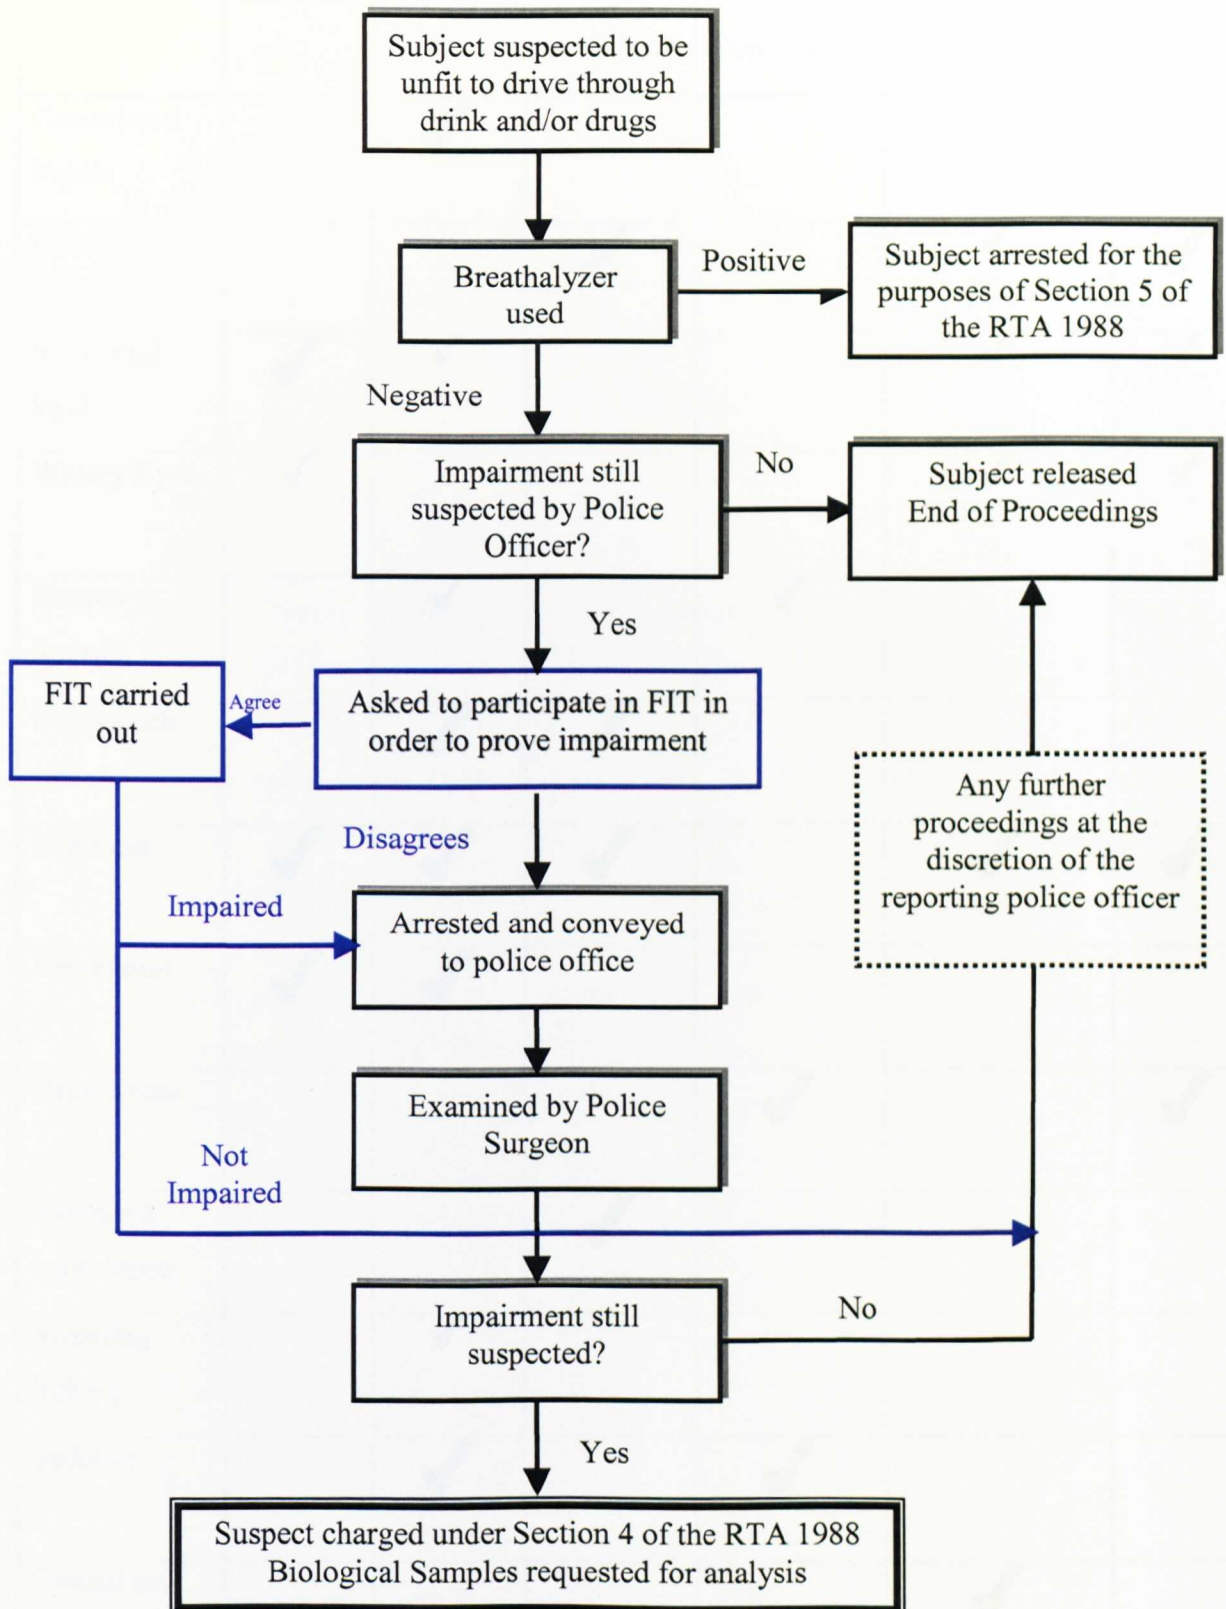 Subject suspected to be
unfit to drive through
drink and/or drugs
Breathalyzer
used
Positive
Subject arrested for the
purposes of Section 5 of
the RTA 1988
Negative
Impairment still
suspected by Police
Officer?
No
Subject released
End of Proceedings
Yes
FIT carried
out
Agree
Asked to participate in FIT in
order to prove impairment
Disagrees
Any further
proceedings at the
discretion of the
reporting police officer
Impaired
Arrested and conveyed
to police office
Examined by Police
Surgeon
Not
Impaired
Impairment still
suspected?
No
Yes
Suspect charged under Section 4 of the RTA 1988
Biological Samples requested for analysis